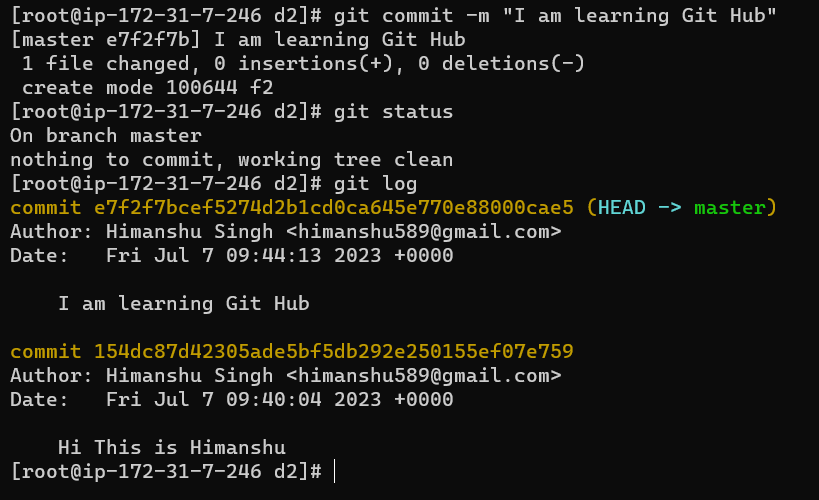 [root@ip-172-31-7-246 d2]# git commit -m "I am learning Git Hub"
[master e7f2f7b] I am learning Git Hub
 1 file changed, 0 insertions(+), 0 deletions(-)
 create mode 100644 f2
[root@ip-172-31-7-246 d2]# git status
On branch master
nothing to commit, working tree clean
[root@ip-172-31-7-246 d2]# git log
commit e7f2f7bcef5274d2b1cd0ca645e770e88000cae5 (HEAD -> master)
Author: Himanshu Singh <himanshu589@gmail.com>
Date:   Fri Jul 7 09:44:13 2023 +0000

    I am learning Git Hub

commit 154dc87d42305ade5bf5db292e250155ef07e759
Author: Himanshu Singh <himanshu589@gmail.com>
Date:   Fri Jul 7 09:40:04 2023 +0000

    Hi This is Himanshu
[root@ip-172-31-7-246 d2]#